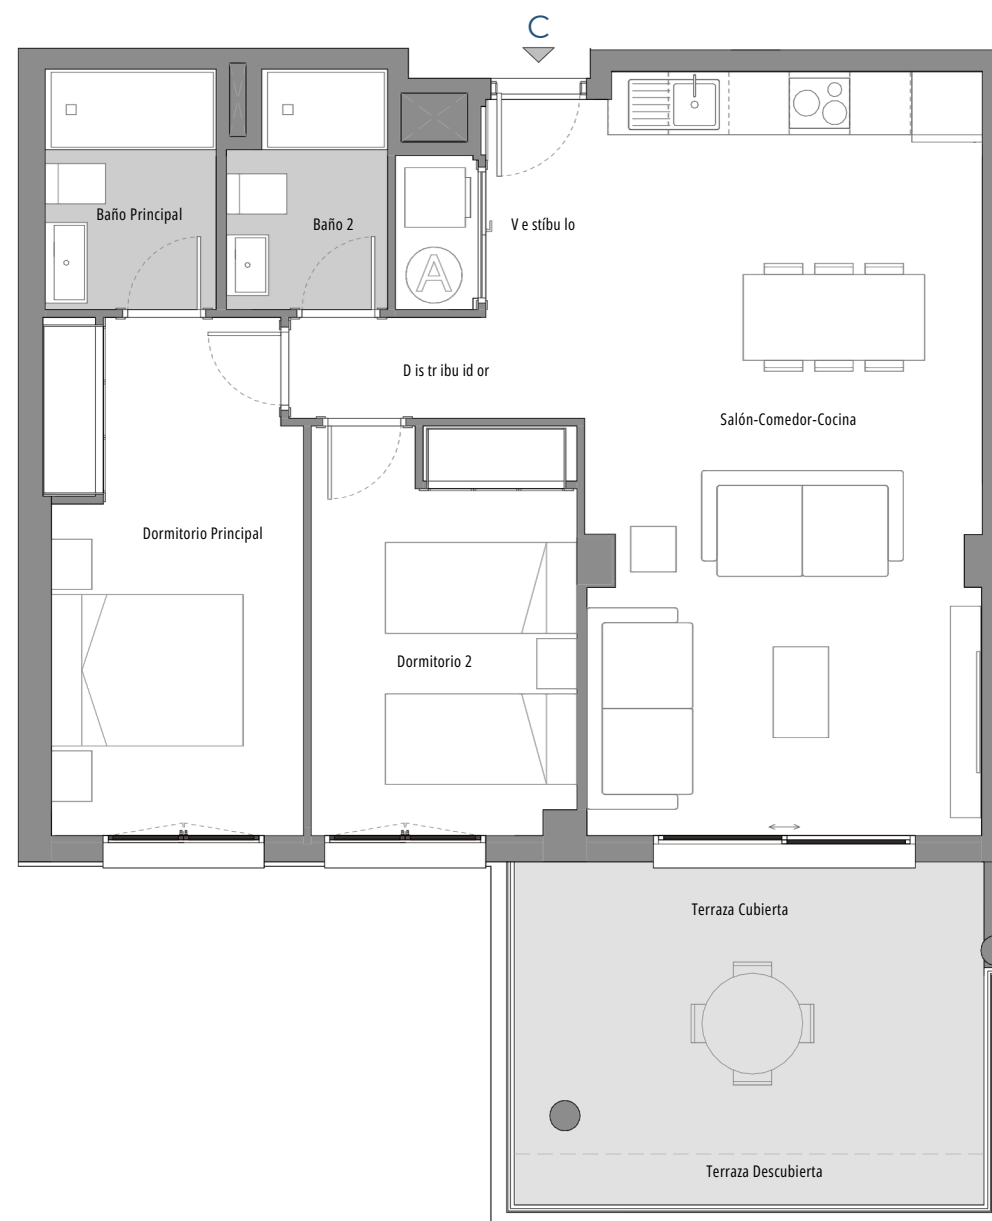 C
Baño Principal
Baño 2
V e stíbu lo
A
D is tr ibu id or
Salón-Comedor-Cocina
Dormitorio Principal
Dormitorio 2
Terraza Cubierta
Terraza Descubierta